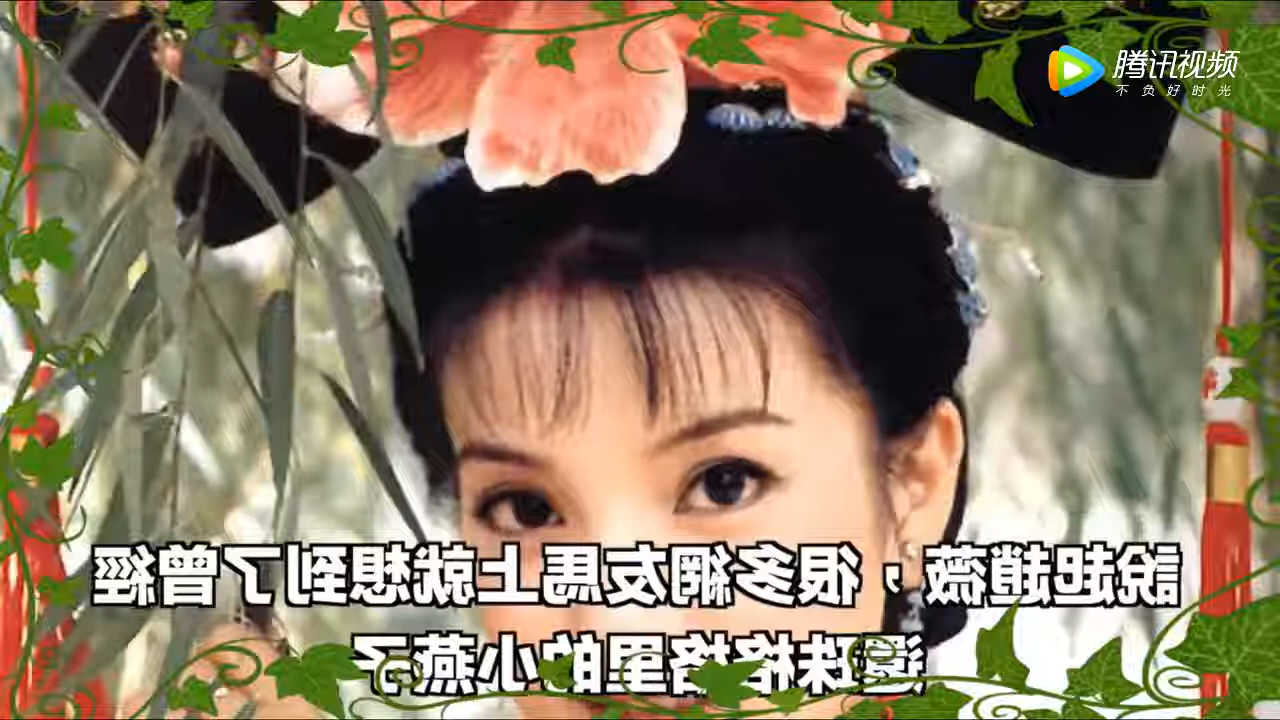 腾讯视频
不负好时光
說起趙薇，很多網友馬上就想到了曾經
還珠格格里的小燕子